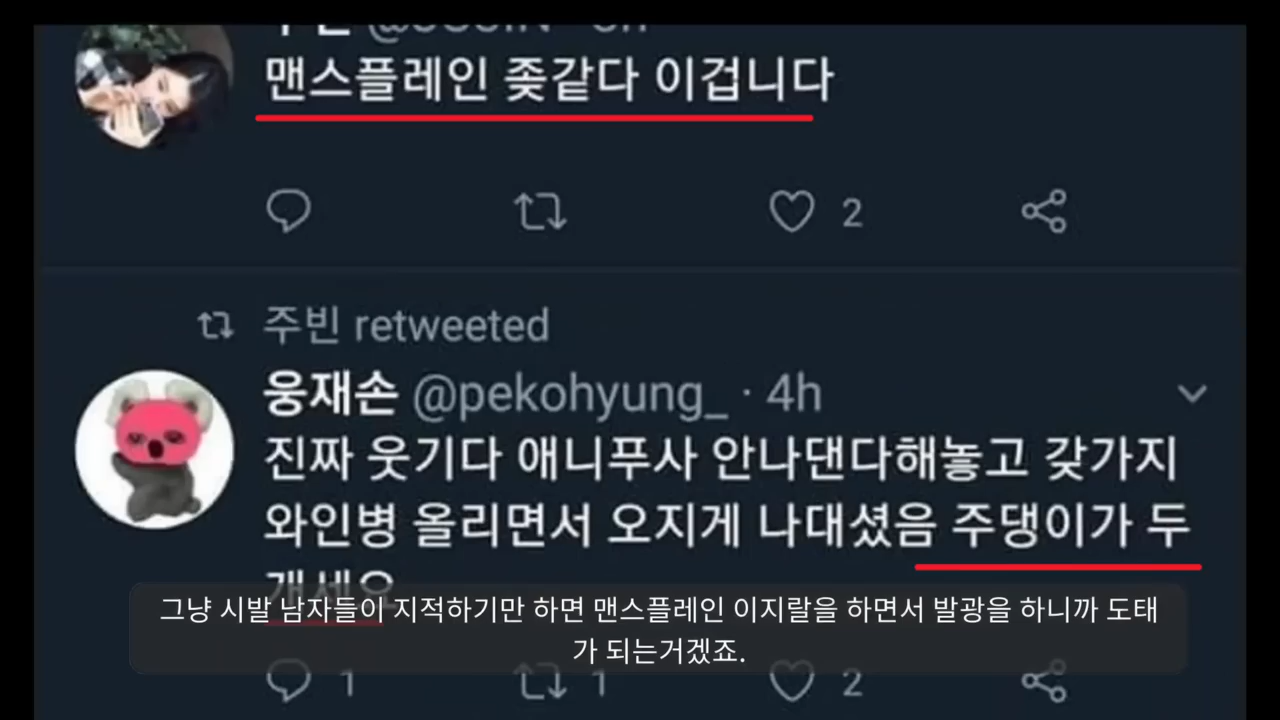 맨스플레인 좆같다 이겁니다
2
주빈 retweeted
웅재손 @pekohyung_ · 4h
진짜 웃기다 애니푸사 안나댄다해놓고 갖가지
와인병 올리면서 오지게 나대셨음 주댕이가 두
개세요
그냥 시발 남자들이 지적하기만 하면 맨스플레인 이지랄을 하면서 발광을 하니까 도태
가 되는거겠죠.
1 1 2